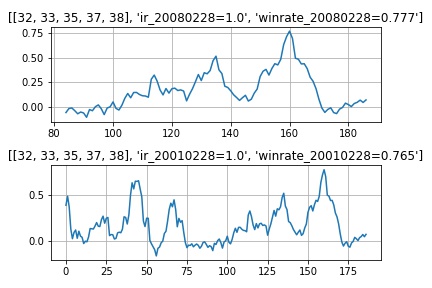 [[32, 33, 35, 37, 38], 'ir_20080228=1.0', 'winrate_20080228=0.777']
0.75
0.50
0.25
0.00
80 100 120 140 160 180
[[32, 33, 35, 37, 38], 'ir_20010228=1.0', 'winrate_20010228=0.765']
0.5
0.0
0 25 50 75 100 125 150 175